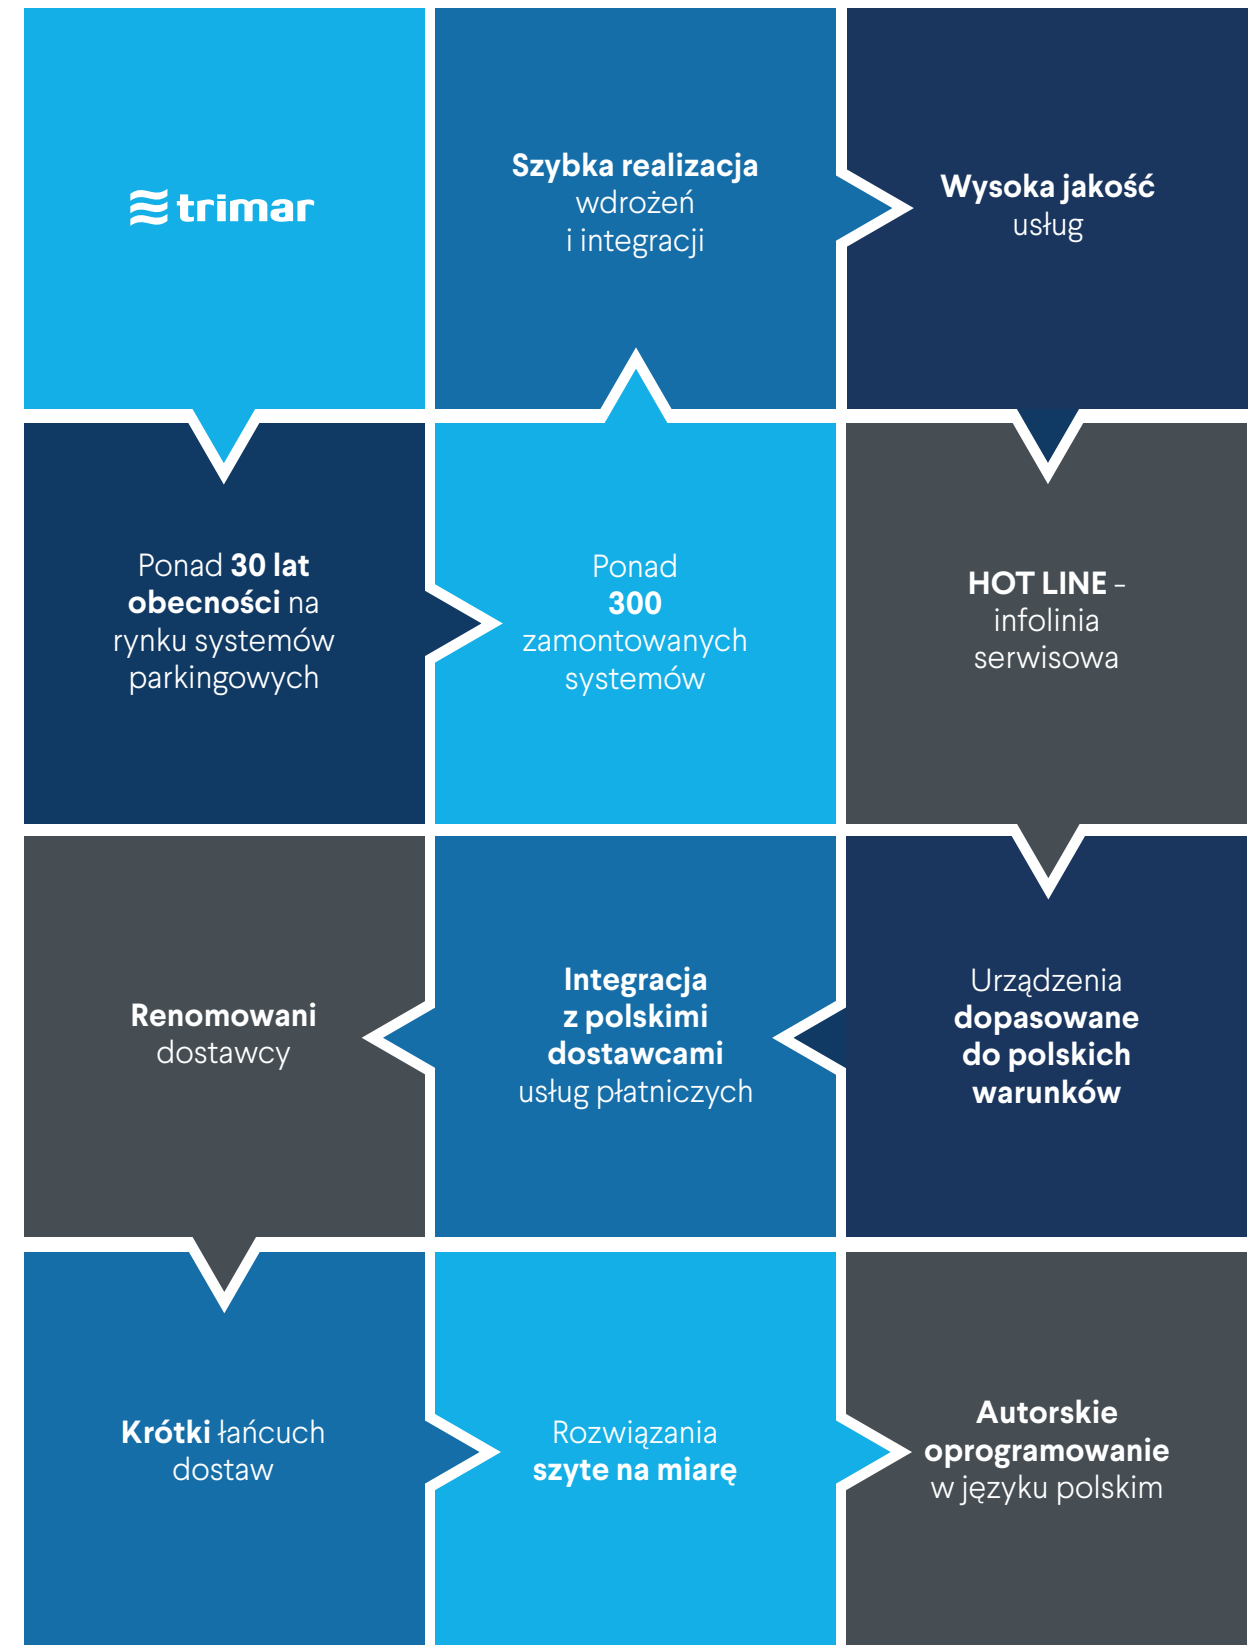 trimar
Szybka realizacja
wdrożeń
i integracji
Wysoka jakość
usług
Ponad 30 lat
obecności na
rynku systemów
parkingowych
Ponad
300
zamontowanych
systemów
HOT LINE –
infolinia
serwisowa
Renomowani
dostawcy
Integracja
z polskimi
dostawcami
usług płatniczych
Urządzenia
dopasowane
do polskich
warunków
Krótki łańcuch
dostaw
Rozwiązania
szyte na miarę
Autorskie
oprogramowanie
w języku polskim